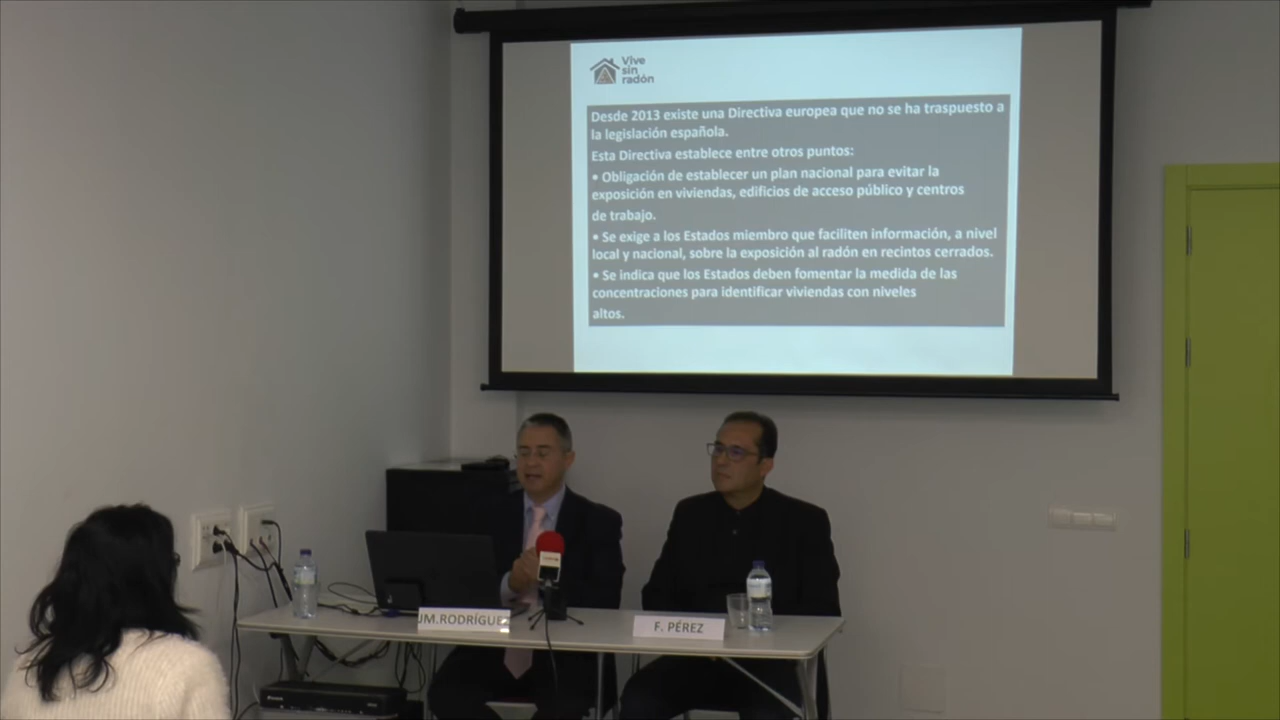 Vive
sin
radón
Desde 2013 existe una Directiva europea que no se ha traspuesto a
la legislación española.
Esta Directiva establece entre otros puntos:
• Obligación de establecer un plan nacional para evitar la
exposición en viviendas, edificios de acceso público y centros
de trabajo.
• Se exige a los Estados miembro que faciliten información, a nivel
local y nacional, sobre la exposición al radón en recintos cerrados.
• Se indica que los Estados deben fomentar la medida de las
concentraciones para identificar viviendas con niveles
altos.
JM.RODRÍGUEZ
F. PÉREZ